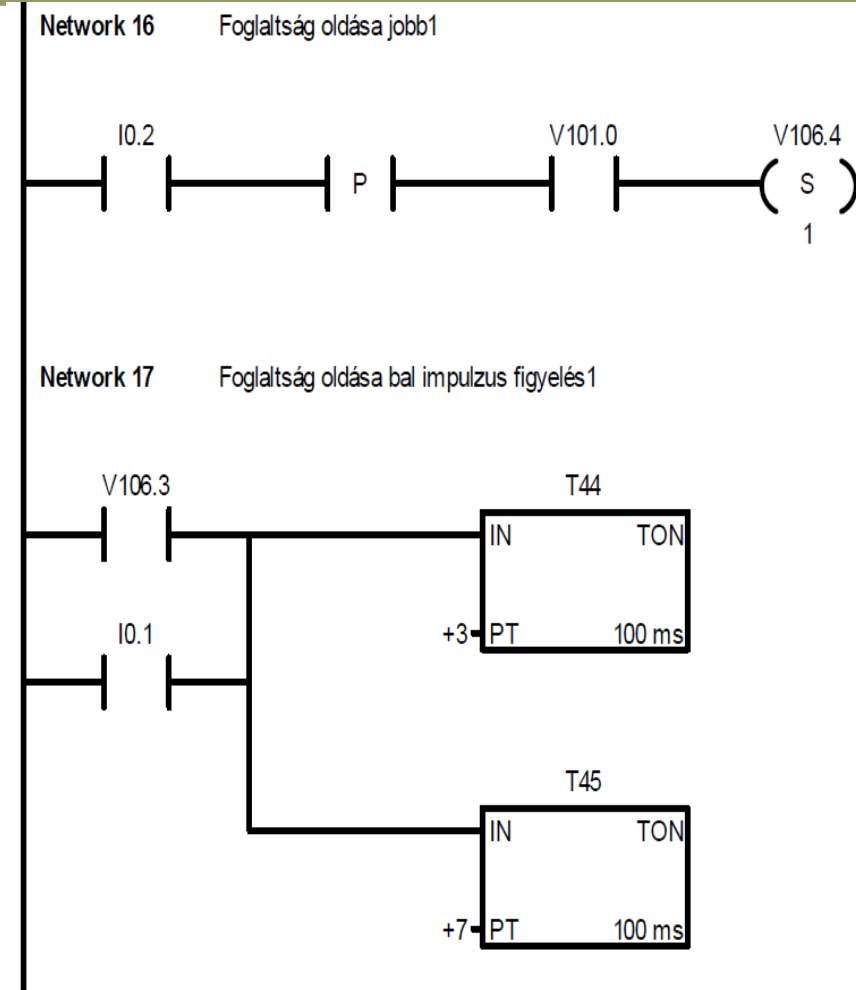 Network 16 Foglaltság oldása jobb1
I0.2 V101.0 V106.4
P S
1
Network 17 Foglaltság oldása bal impulzus figyelés1
V106.3 T44
IN TON
I0.1 +3 PT 100 ms
T45
IN TON
+7 PT 100 ms